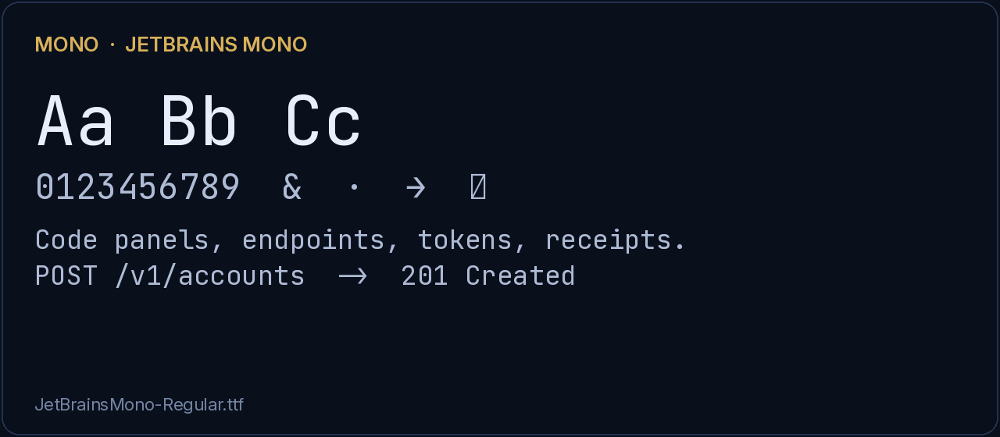 MONO · JETBRAINS MONO
Aa Bb Cc
0123456789 & · →
Code panels, endpoints, tokens, receipts.
POST /v1/accounts --> 201 Created
JetBrainsMono-Regular.ttf